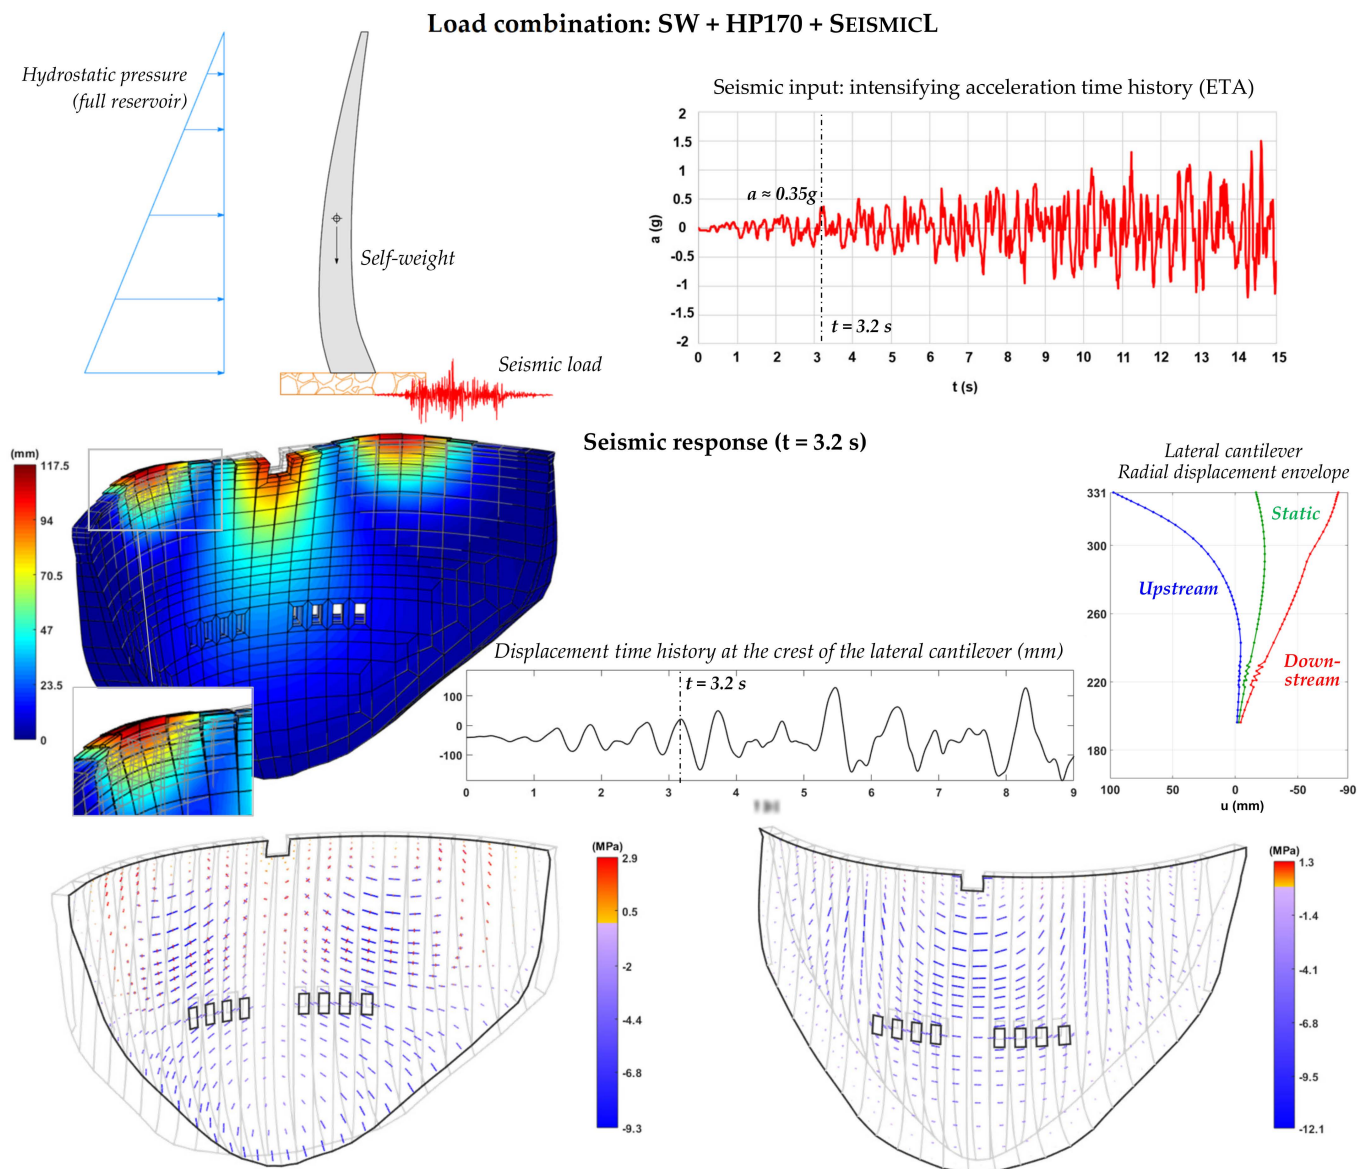 Load combination: SW + HP170 + SEISMICL
Hydrostatic pressure
(full reservoir)
Self-weight
Seismic load
Seismic input: intensifying acceleration time history (ETA)
2
1.5
1
0.5
0
-0.5
-1
-1.5
-2
a (g)
a ≈ 0.35g
t = 3.2 s
0 1 2 3 4 5 6 7 8 9 10 11 12 13 14 15
t (s)
Seismic response (t = 3.2 s)
(mm)
117.5
94
70.5
47
23.5
0
Displacement time history at the crest of the lateral cantilever (mm)
t = 3.2 s
100
0
-100
0 1 2 3 4 5 6 7 8 9
Lateral cantilever
Radial displacement envelope
331
300
260
220
180
Static
Upstream
Down-
stream
100 50 0 -50 -90
u (mm)
(MPa)
2.9
0.5
-2
-4.4
-6.8
-9.3
(MPa)
1.3
-1.4
-4.1
-6.8
-9.5
-12.1